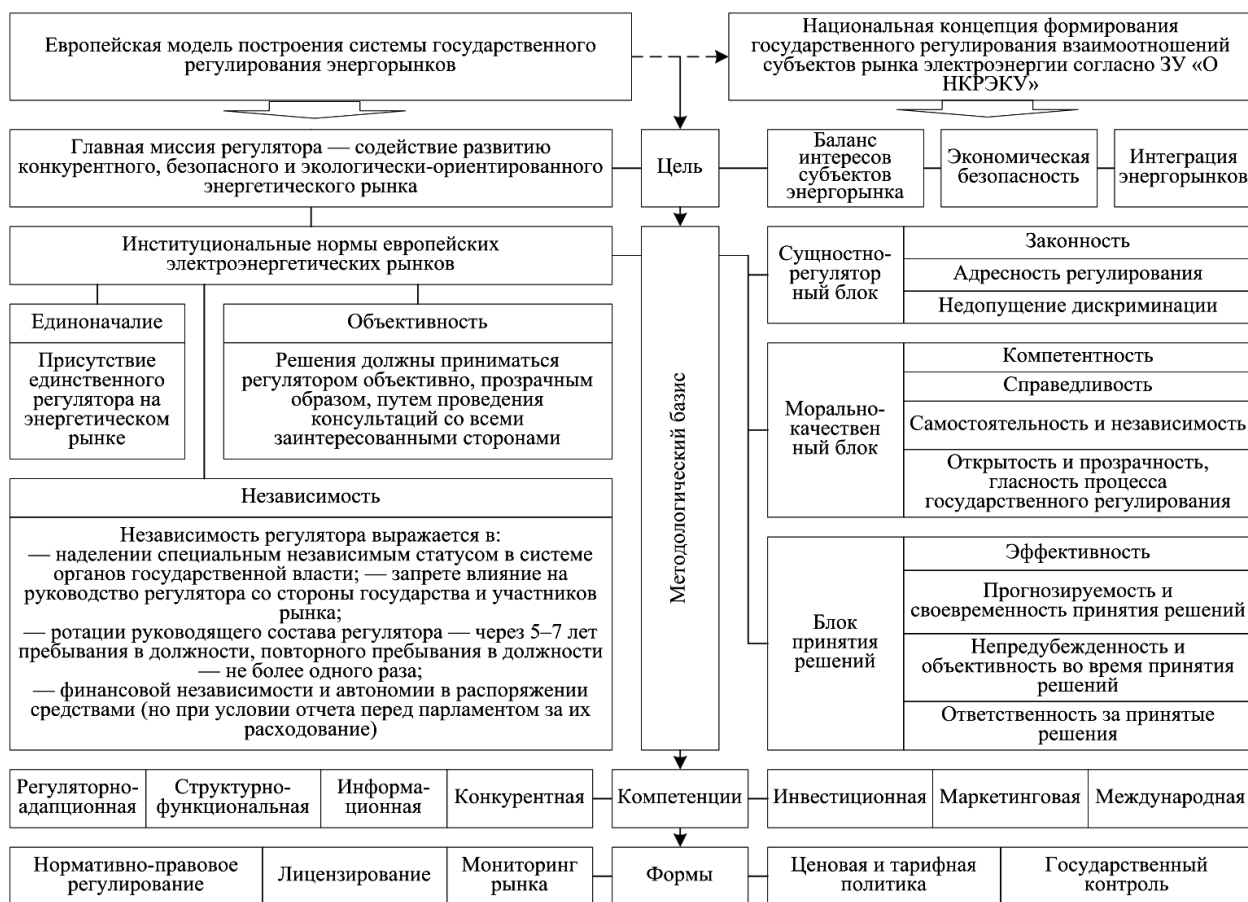 Европейская модель построения системы государственного
регулирования энергорынков
Национальная концепция формирования
государственного регулирования взаимоотношений
субъектов рынка электроэнергии согласно ЗУ «О
НКРЭКУ»
Главная миссия регулятора — содействие развитию
конкурентного, безопасного и экологически-ориентированного
энергетического рынка
Цель
Баланс
интересов
субъектов
энергорынка
Экономическая
безопасность
Интеграция
энергорынков
Институциональные нормы европейских
электроэнергетических рынков
Единоначалие
Присутствие
единственного
регулятора на
энергетическом
рынке
Объективность
Решения должны приниматься
регулятором объективно, прозрачным
образом, путем проведения
консультаций со всеми
заинтересованными сторонами
Независимость
Независимость регулятора выражается в:
— наделении специальным независимым статусом в системе
органов государственной власти; — запрете влияние на
руководство регулятора со стороны государства и участников
рынка;
— ротации руководящего состава регулятора — через 5–7 лет
пребывания в должности, повторного пребывания в должности
— не более одного раза;
— финансовой независимости и автономии в распоряжении
средствами (но при условии отчета перед парламентом за их
расходование)
Методологический базис
Сущностно-
регулятор
ный блок
Законность
Адресность регулирования
Недопущение дискриминации
Морально-
качествен
ный блок
Компетентность
Справедливость
Самостоятельность и независимость
Открытость и прозрачность,
гласность процесса
государственного регулирования
Блок
принятия
решений
Эффективность
Прогнозируемость и
своевременность принятия решений
Непредубежденность и
объективность во время принятия
решений
Ответственность за принятые
решения
Регуляторно-
адапционная
Структурно-
функциональная
Информа-
ционная
Конкурентная
Компетенции
Инвестиционная
Маркетинговая
Международная
Нормативно-правовое
регулирование
Лицензирование
Мониторинг
рынка
Формы
Ценовая и тарифная
политика
Государственный
контроль